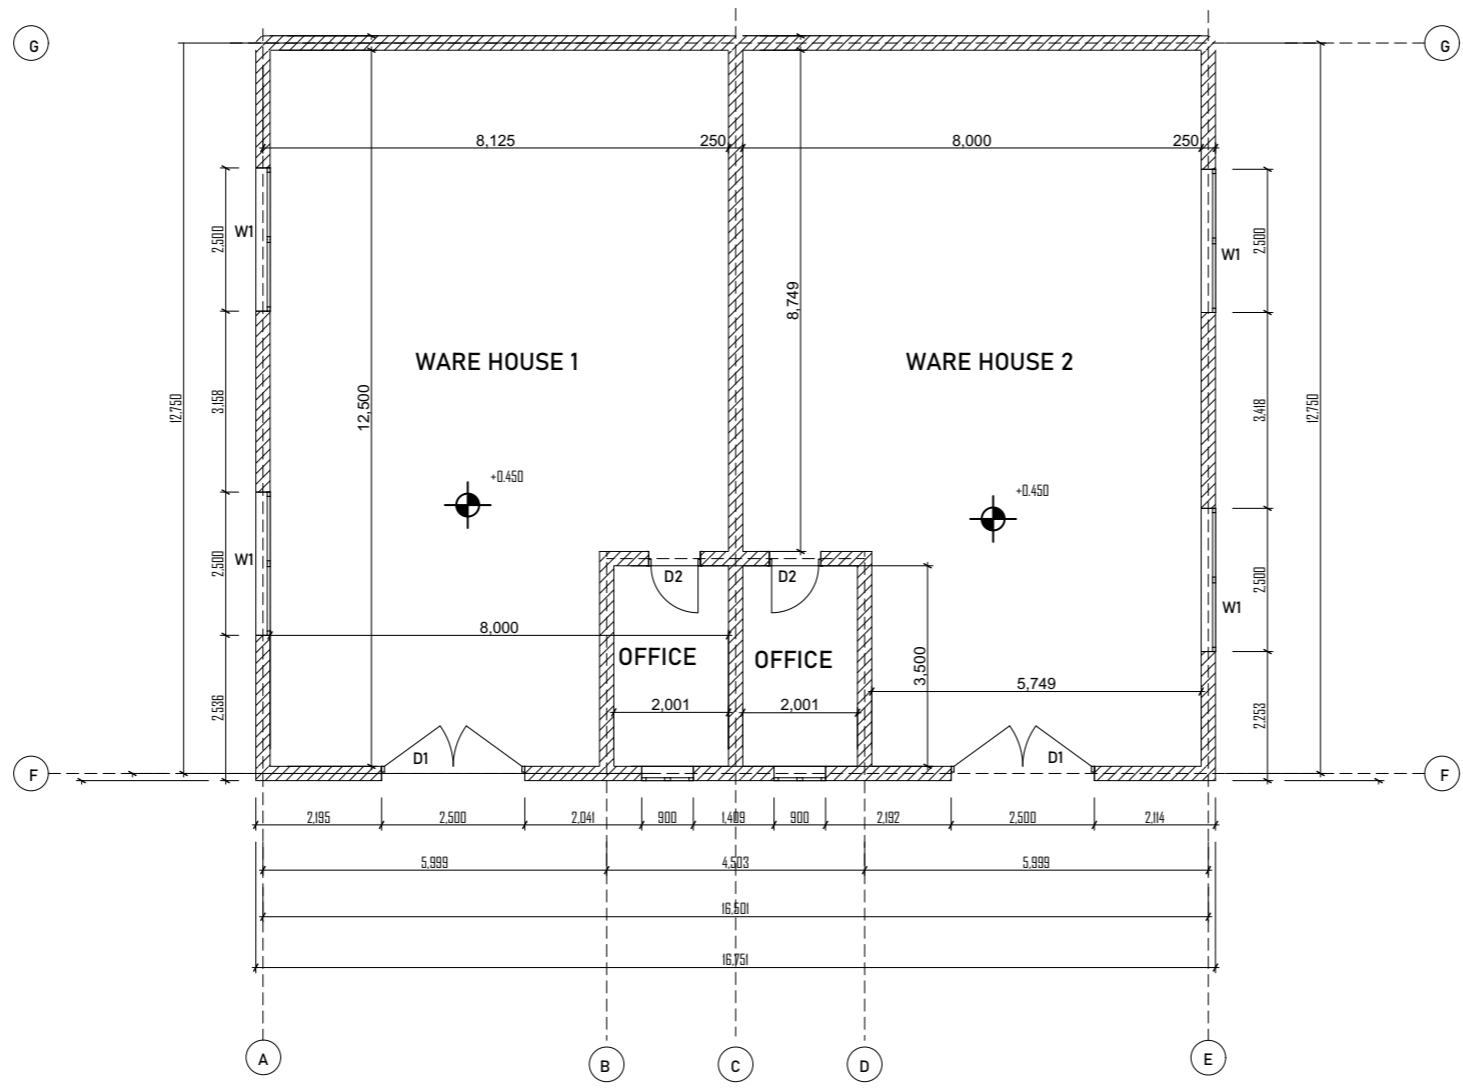 G
G
8,125
250
8,000
250
W1
2,500
2,500
W1
8,749
WARE HOUSE 1
WARE HOUSE 2
12,750
3,158
12,500
3,418
12,750
+0.450
+0.450
W1
2,500
D2
D2
2,500
W1
8,000
OFFICE
OFFICE
3,500
5,749
2,536
2,001
2,001
2,253
D1
D1
F
F
2,195
2,500
2,041
900
1,409
900
2,192
2,500
2,114
5,999
4,503
5,999
16,501
16,751
A
B
C
D
E